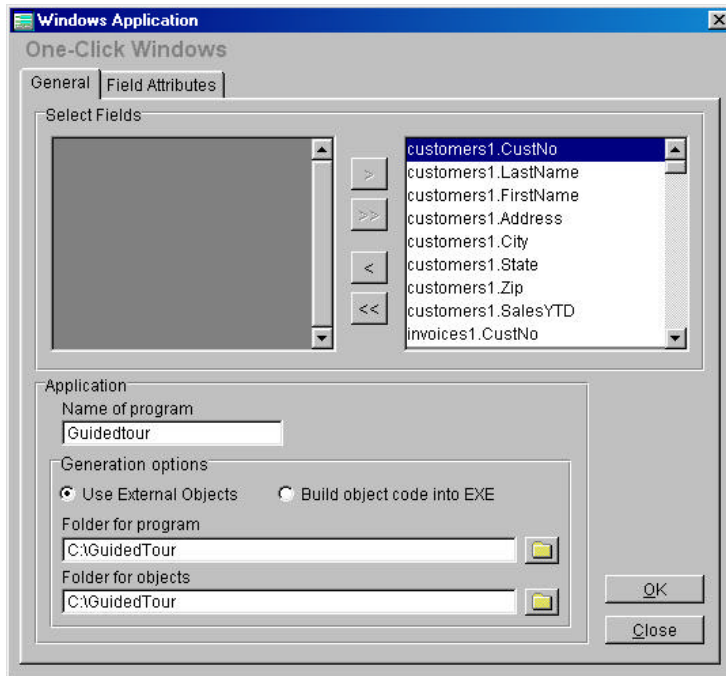 Windows Application
One-Click Windows
General Field Attributes
Select Fields
>
>>
<
<<
customers1.CustNo
customers1.LastName
customers1.FirstName
customers1.Address
customers1.City
customers1.State
customers1.Zip
customers1.SalesYTD
invoices1.CustNo
Application
Name of program
Guidedtour
Generation options
Use External Objects Build object code into EXE
Folder for program
C:\GuidedTour
Folder for objects
C:\GuidedTour
OK
Close